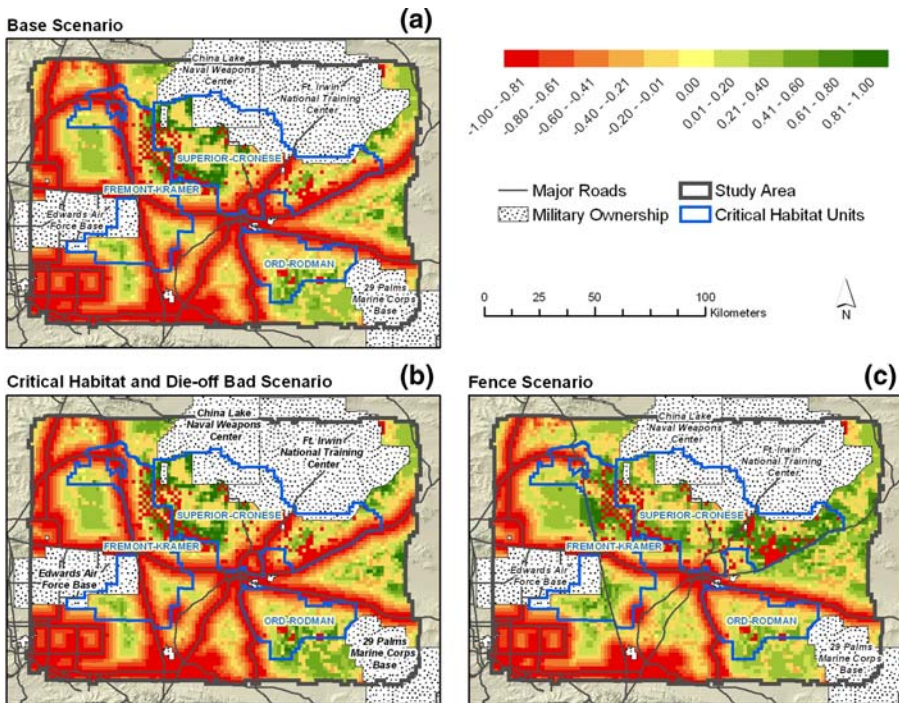 Base Scenario
(a)
China Lake
Naval Weapons
Center
Ft. Irwin
National Training
Center
SUPERIOR-CRONESE
FREMONT-KRAMER
Edwards Air
Force Base
ORD-RODMAN
29 Palms
Marine Corps
Base
-1.00 - -0.81
-0.80 - -0.61
-0.60 - -0.41
-0.40 - -0.21
-0.20 - -0.01
0.00
0.01 - 0.20
0.21 - 0.40
0.41 - 0.60
0.61 - 0.80
0.81 - 1.00
Major Roads
Study Area
Military Ownership
Critical Habitat Units
0 25 50 100
Kilometers
N
Critical Habitat and Die-off Bad Scenario
(b)
China Lake
Naval Weapons
Center
Ft. Irwin
National Training
Center
SUPERIOR-CRONESE
FREMONT-KRAMER
Edwards Air
Force Base
ORD-RODMAN
29 Palms
Marine Corps
Base
Fence Scenario
(c)
China Lake
Naval Weapons
Center
Ft. Irwin
National Training
Center
SUPERIOR-CRONESE
FREMONT-KRAMER
Edwards Air
Force Base
ORD-RODMAN
29 Palms
Marine Corps
Base